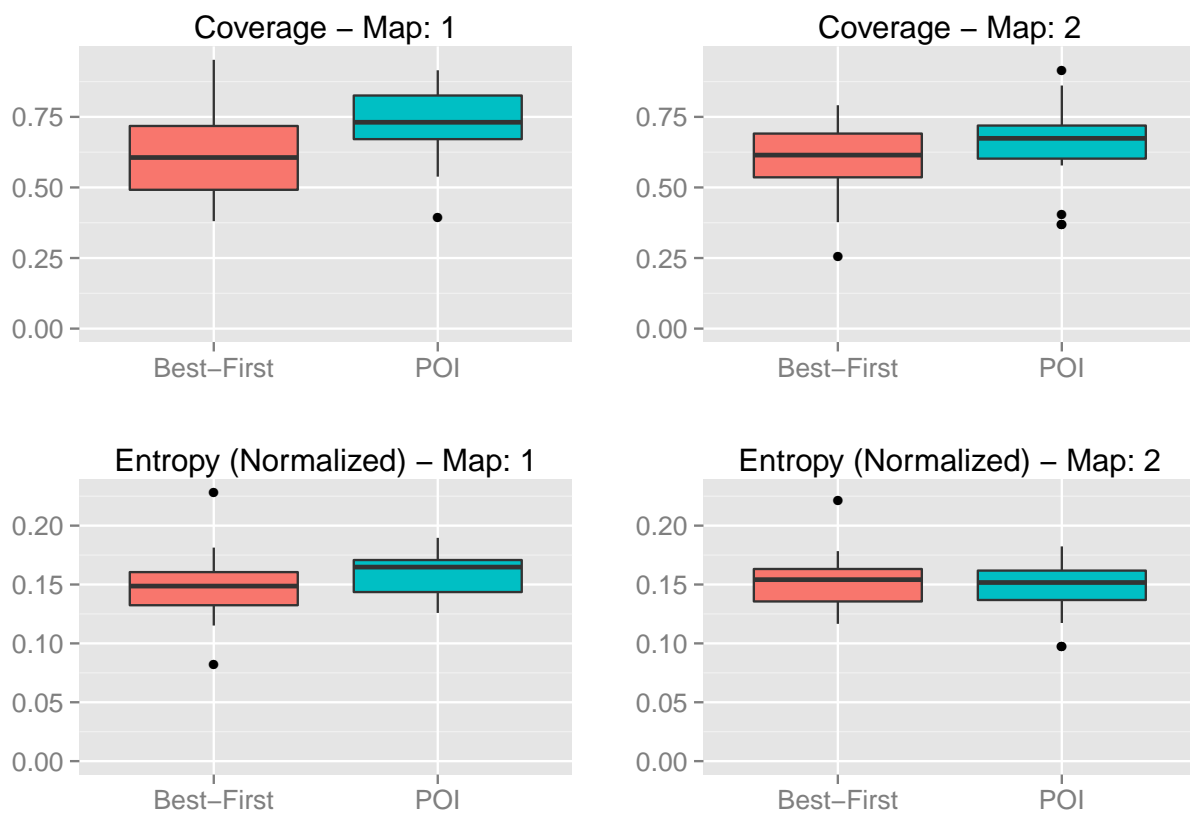 Coverage – Map: 1
0.75
0.50
0.25
0.00
Best–First POI
Coverage – Map: 2
0.75
0.50
0.25
0.00
Best–First POI
Entropy (Normalized) – Map: 1
0.20
0.15
0.10
0.05
0.00
Best–First POI
Entropy (Normalized) – Map: 2
0.20
0.15
0.10
0.05
0.00
Best–First POI